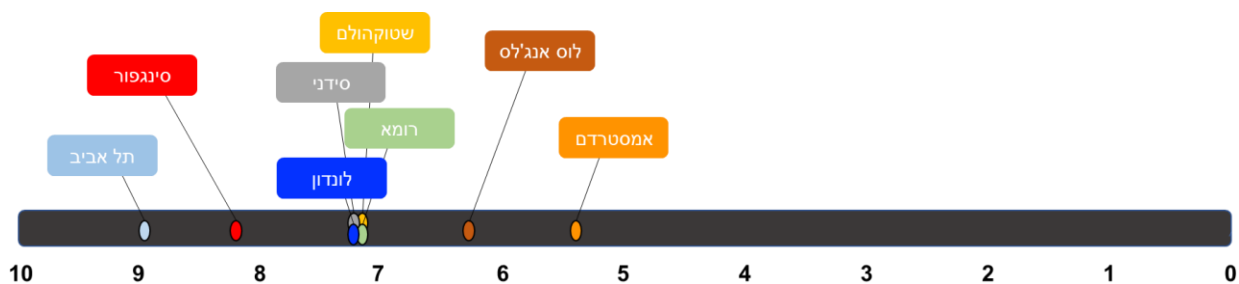 שטוקהולם
לוס אנג'לס
סינגפור
סידני
רומא
אמסטרדם
תל אביב
לונדון
10 9 8 7 6 5 4 3 2 1 0